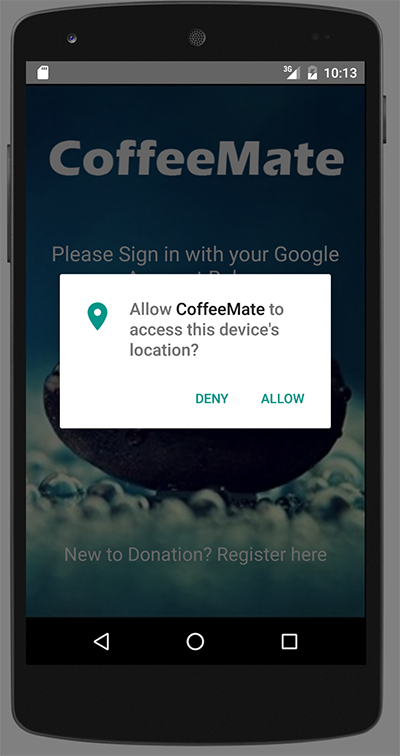 3G 10:13
CoffeeMate
Please Sign in with your Google
Allow CoffeeMate to
access this device's
location?
DENY ALLOW
New to Donation? Register here